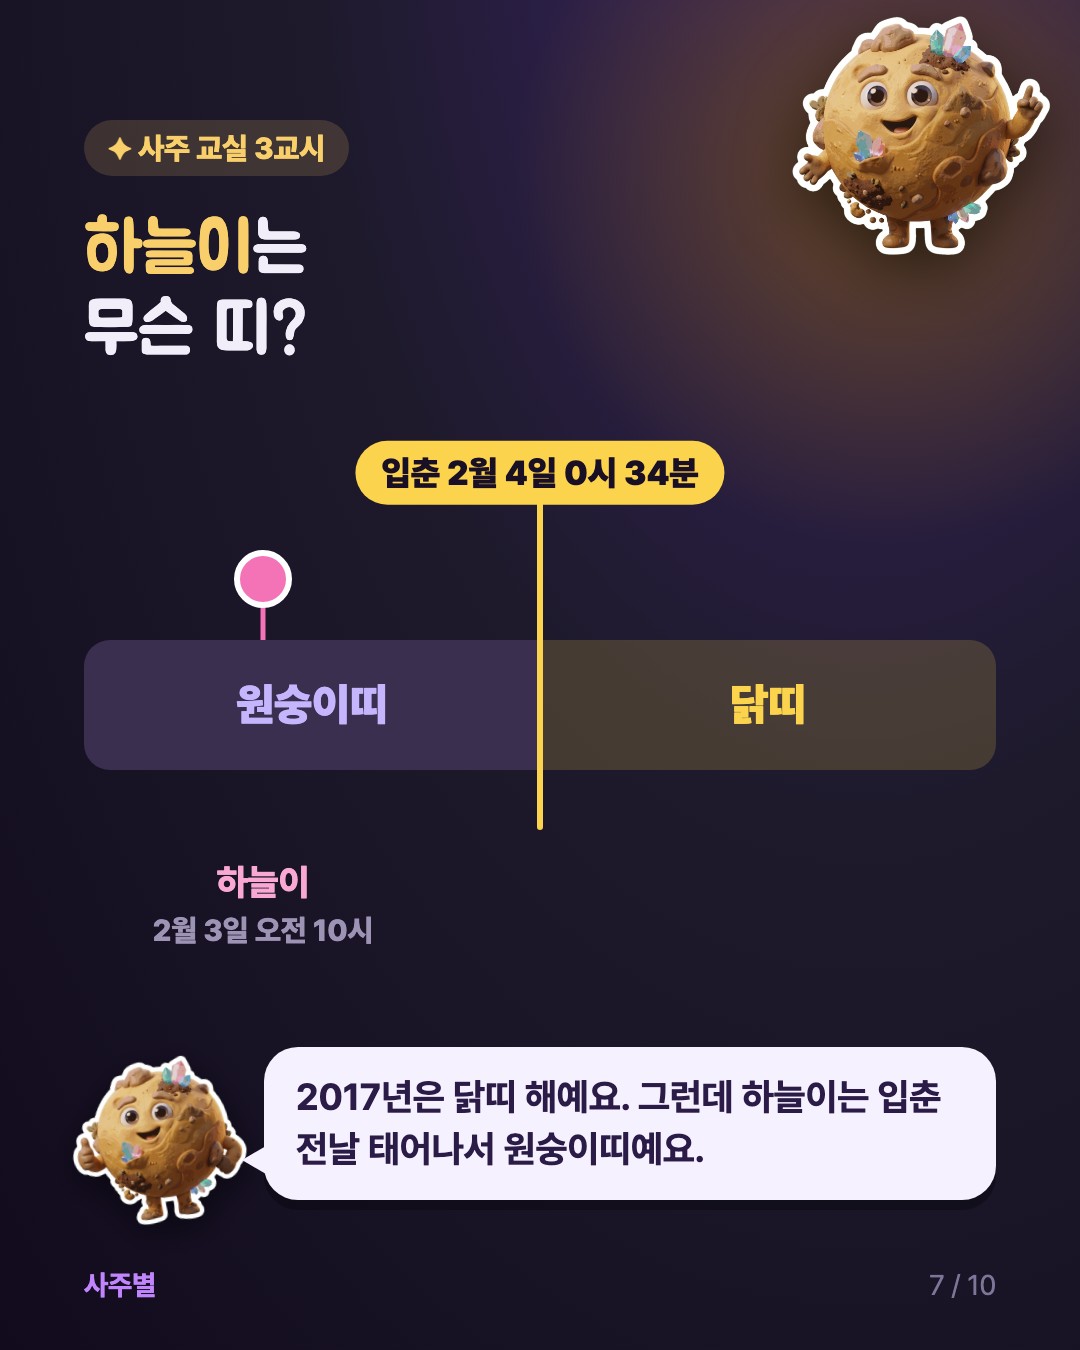 ✦ 사주 교실 3교시
하늘이는
무슨 띠?
입춘 2월 4일 0시 34분
원숭이띠
닭띠
하늘이
2월 3일 오전 10시
2017년은 닭띠 해예요. 그런데 하늘이는 입춘
전날 태어나서 원숭이띠예요.
사주별
7 / 10